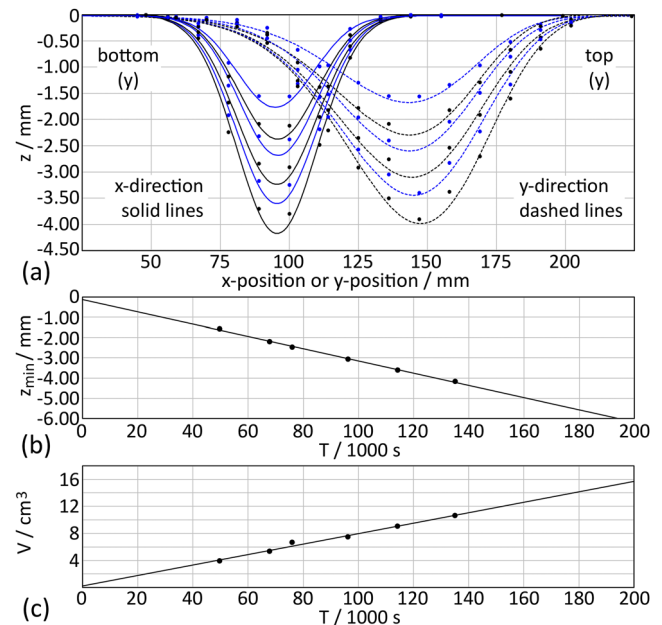 0
-0.50
-1.00
-1.50
-2.00
-2.50
-3.00
-3.50
-4.00
-4.50
z / mm
bottom
(y)
top
(y)
x-direction
solid lines
y-direction
dashed lines
50 75 100 125 150 175 200
x-position or y-position / mm
(a)
0
-1.00
-2.00
-3.00
-4.00
-5.00
-6.00
zmin / mm
0 20 40 60 80 100 120 140 160 180 200
T / 1000 s
(b)
16
12
8
4
V / cm³
0 20 40 60 80 100 120 140 160 180 200
T / 1000 s
(c)